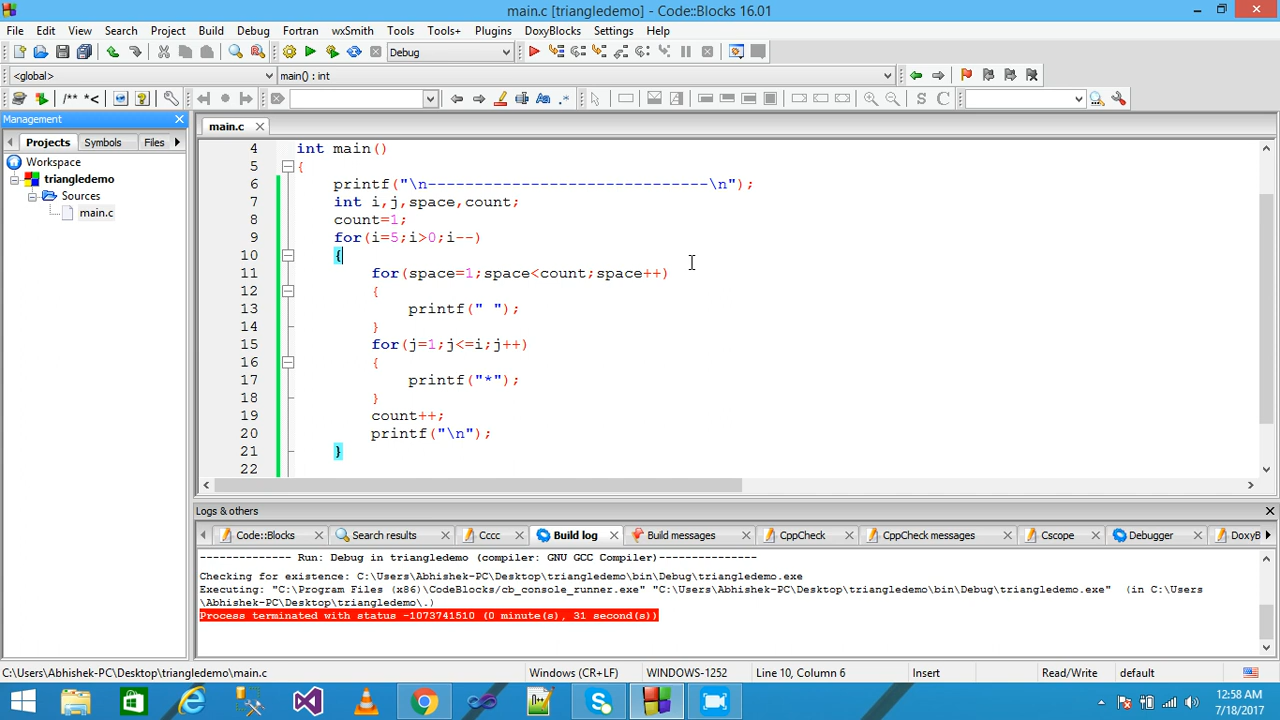 main.c [triangledemo] - Code::Blocks 16.01
File Edit View Search Project Build Debug Fortran wxSmith Tools Tools+ Plugins DoxyBlocks Settings Help
Debug
<global> main() : int
/** *< S C
Management
main.c
Projects Symbols Files
Workspace
triangledemo
Sources
main.c
4 int main()
5 {
6 printf("\n------------------------------\n");
7 int i,j,space,count;
8 count=1;
9 for(i=5;i>0;i--)
10 {
11 for(space=1;space<count;space++)
12 {
13 printf(" ");
14 }
15 for(j=1;j<=i;j++)
16 {
17 printf("*");
18 }
19 count++;
20 printf("\n");
21 }
22
Logs & others
Code::Blocks Search results Cccc Build log Build messages CppCheck CppCheck messages Cscope Debugger DoxyB
-------------- Run: Debug in triangledemo (compiler: GNU GCC Compiler)---------------
Checking for existence: C:\Users\Abhishek-PC\Desktop\triangledemo\bin\Debug\triangledemo.exe
Executing: "C:\Program Files (x86)\CodeBlocks/cb_console_runner.exe" "C:\Users\Abhishek-PC\Desktop\triangledemo\bin\Debug\triangledemo.exe" (in C:\Users
\Abhishek-PC\Desktop\triangledemo\.)
Process terminated with status -1073741510 (0 minute(s), 31 second(s))
C:\Users\Abhishek-PC\Desktop\triangledemo\main.c Windows (CR+LF) WINDOWS-1252 Line 10, Column 6 Insert Read/Write default
12:58 AM
7/18/2017